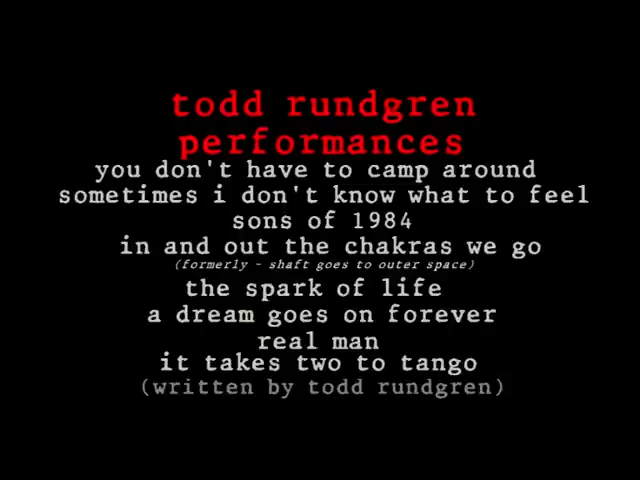 todd rundgren
performances
you don't have to camp around
sometimes i don't know what to feel
sons of 1984
in and out the chakras we go
(formerly - shaft goes to outer space)
the spark of life
a dream goes on forever
real man
it takes two to tango
(written by todd rundgren)